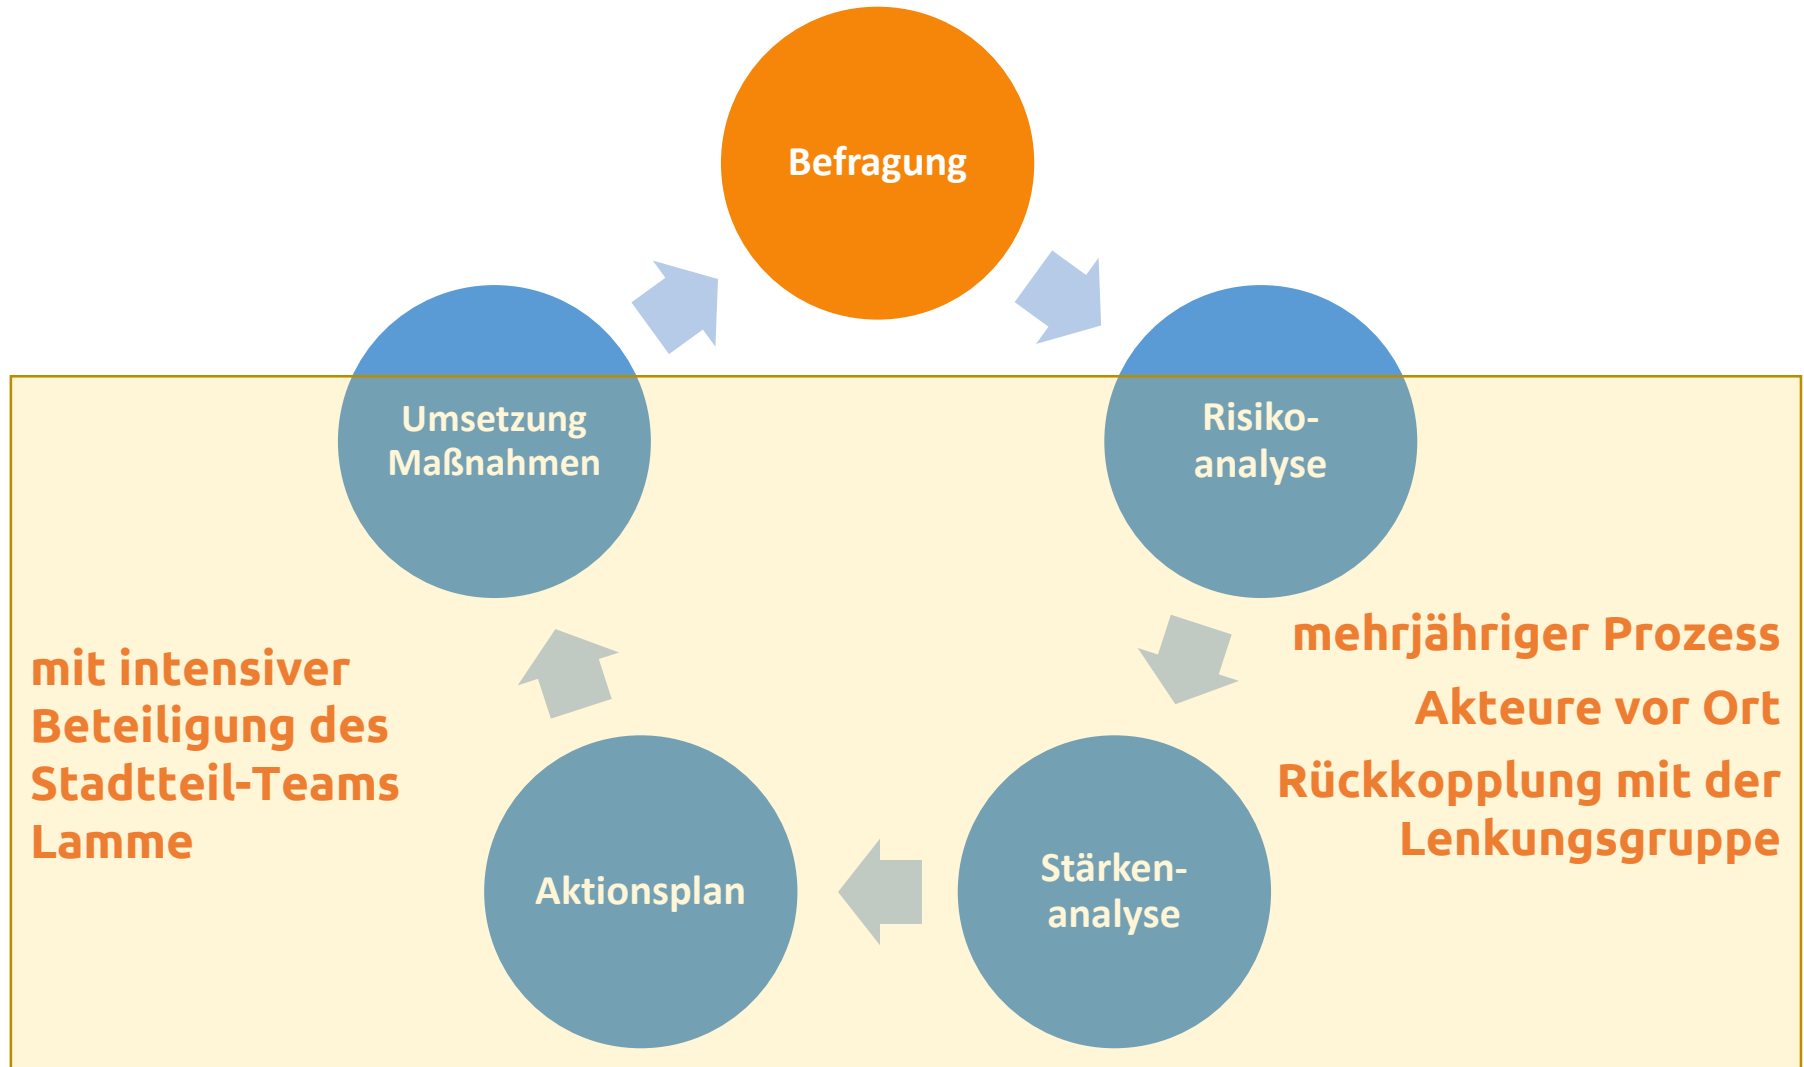 Befragung
Umsetzung
Maßnahmen
Risiko-
analyse
mit intensiver
Beteiligung des
Stadtteil-Teams
Lamme
mehrjähriger Prozess
Akteure vor Ort
Rückkopplung mit der
Lenkungsgruppe
Aktionsplan
Stärken-
analyse